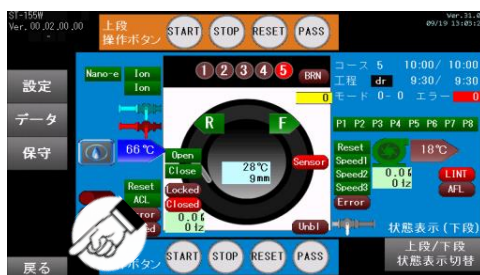 ST-155W
Ver. 00.02.00.00
上段
操作ボタン
START STOP RESET PASS
Ver.31.0
09/19 13:03:2
設定
データ
保守
戻る
Nano-e Ion
Ion
1 2 3 4 5 BRN
0
コース 5 10:00/ 10:00
工程 dr 9:30/ 9:30
モード 0- 0 エラー 0
R F
P1 P2 P3 P4 P5 P6 P7 P8
66℃
Open
Close
Locked
Closed
0.0
0
28℃
9mm
Sensor
Reset
Speed1
Speed2
Speed3
Error
18℃
0.0
0
LINT
AFL
Reset
ACL
Unbl
状態表示(下段)
ボタン
START STOP RESET PASS
上段/下段
状態表示切替